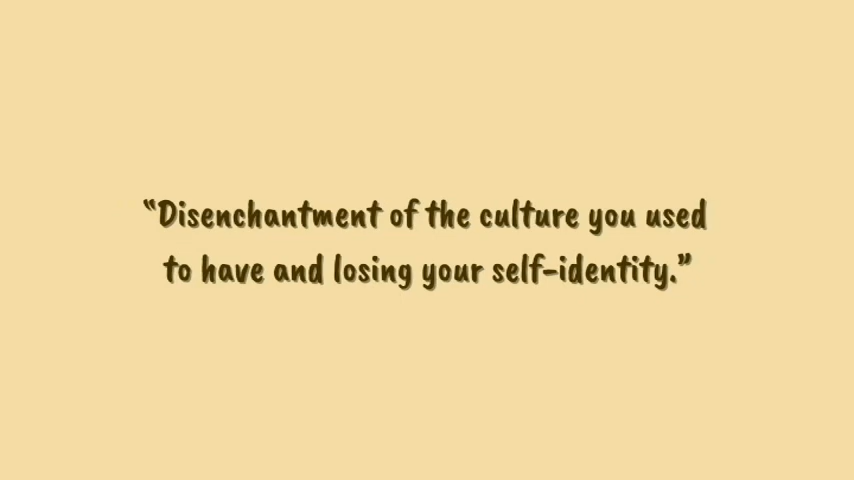 “Disenchantment of the culture you used
to have and losing your self-identity.”